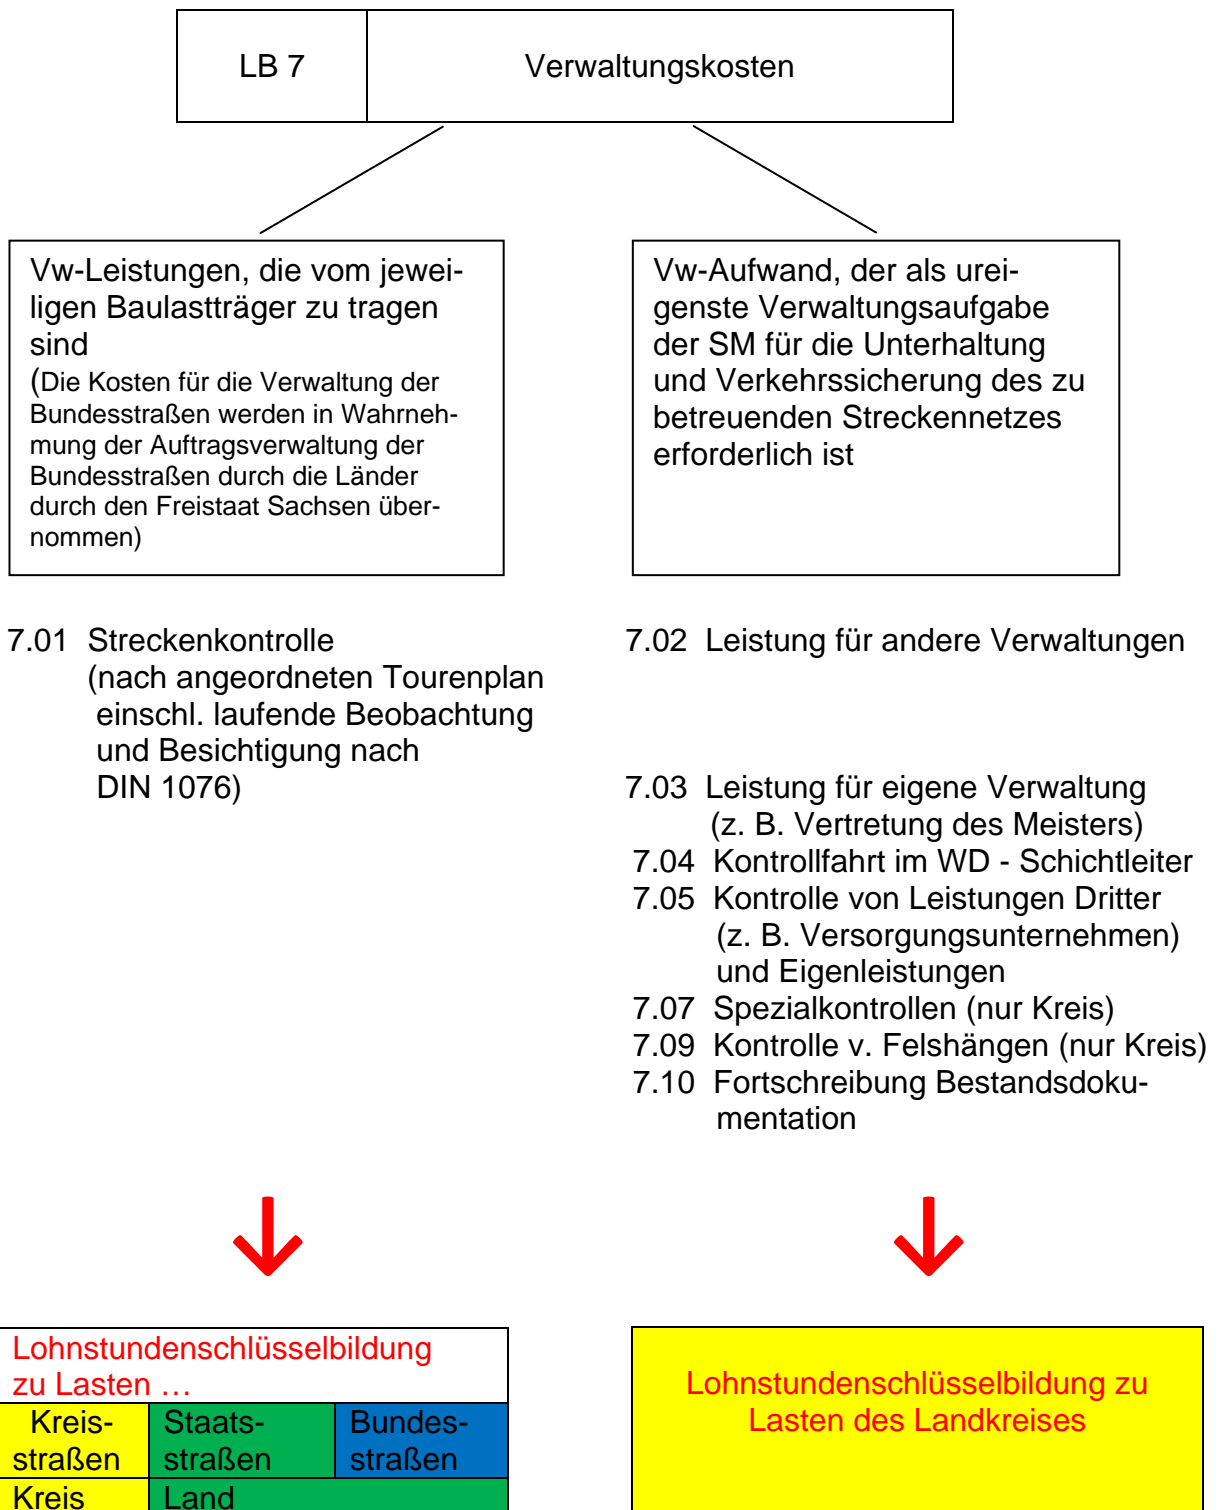 LB 7
Verwaltungskosten
Vw-Leistungen, die vom jewei-
ligen Baulastträger zu tragen
sind
(Die Kosten für die Verwaltung der
Bundesstraßen werden in Wahrneh-
mung der Auftragsverwaltung der
Bundesstraßen durch die Länder
durch den Freistaat Sachsen über-
nommen)
Vw-Aufwand, der als urei-
genste Verwaltungsaufgabe
der SM für die Unterhaltung
und Verkehrssicherung des zu
betreuenden Streckennetzes
erforderlich ist
7.01 Streckenkontrolle
(nach angeordneten Tourenplan
einschl. laufende Beobachtung
und Besichtigung nach
DIN 1076)
7.02 Leistung für andere Verwaltungen
7.03 Leistung für eigene Verwaltung
(z. B. Vertretung des Meisters)
7.04 Kontrollfahrt im WD - Schichtleiter
7.05 Kontrolle von Leistungen Dritter
(z. B. Versorgungsunternehmen)
und Eigenleistungen
7.07 Spezialkontrollen (nur Kreis)
7.09 Kontrolle v. Felshängen (nur Kreis)
7.10 Fortschreibung Bestandsdoku-
mentation
Lohnstundenschlüsselbildung
zu Lasten …
Kreis-
straßen
Staats-
straßen
Bundes-
straßen
Kreis
Land
Lohnstundenschlüsselbildung zu
Lasten des Landkreises